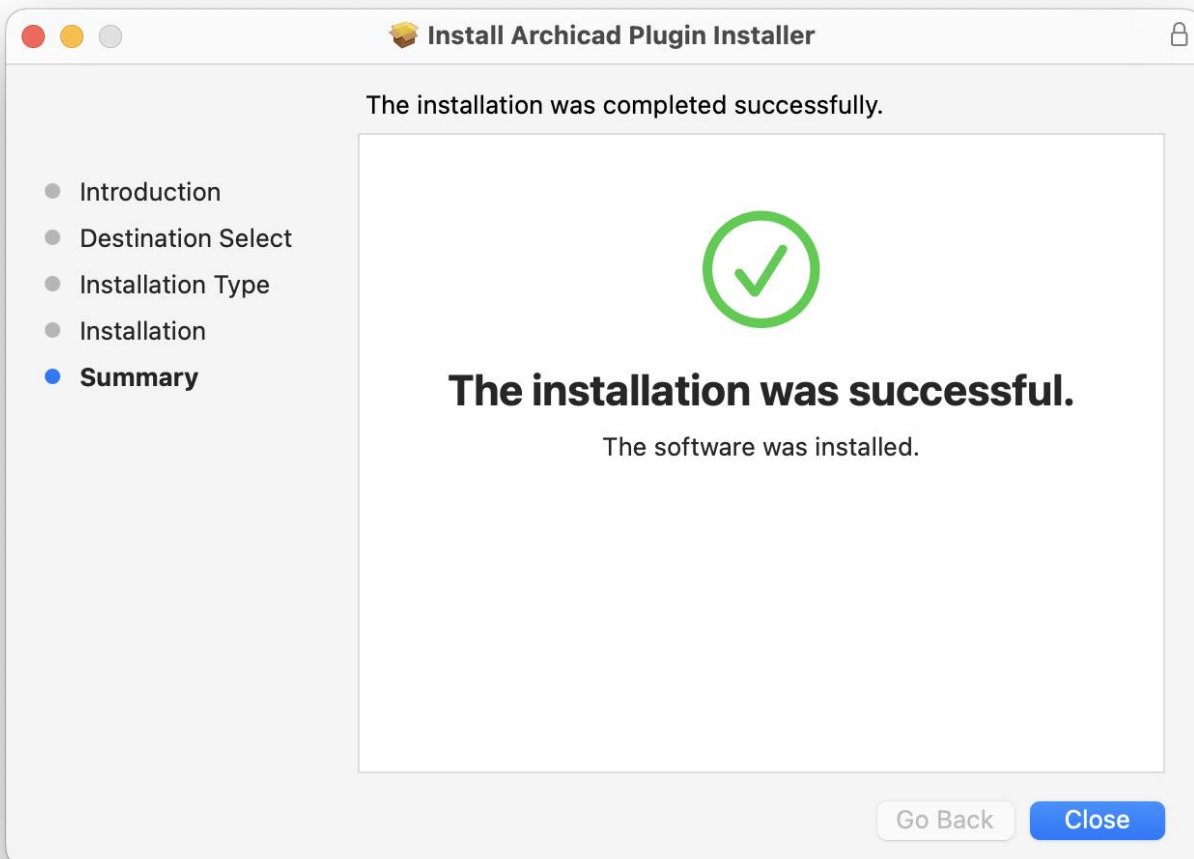 Install Archicad Plugin Installer
The installation was completed successfully.
Introduction
Destination Select
Installation Type
Installation
Summary
The installation was successful.
The software was installed.
Go Back
Close